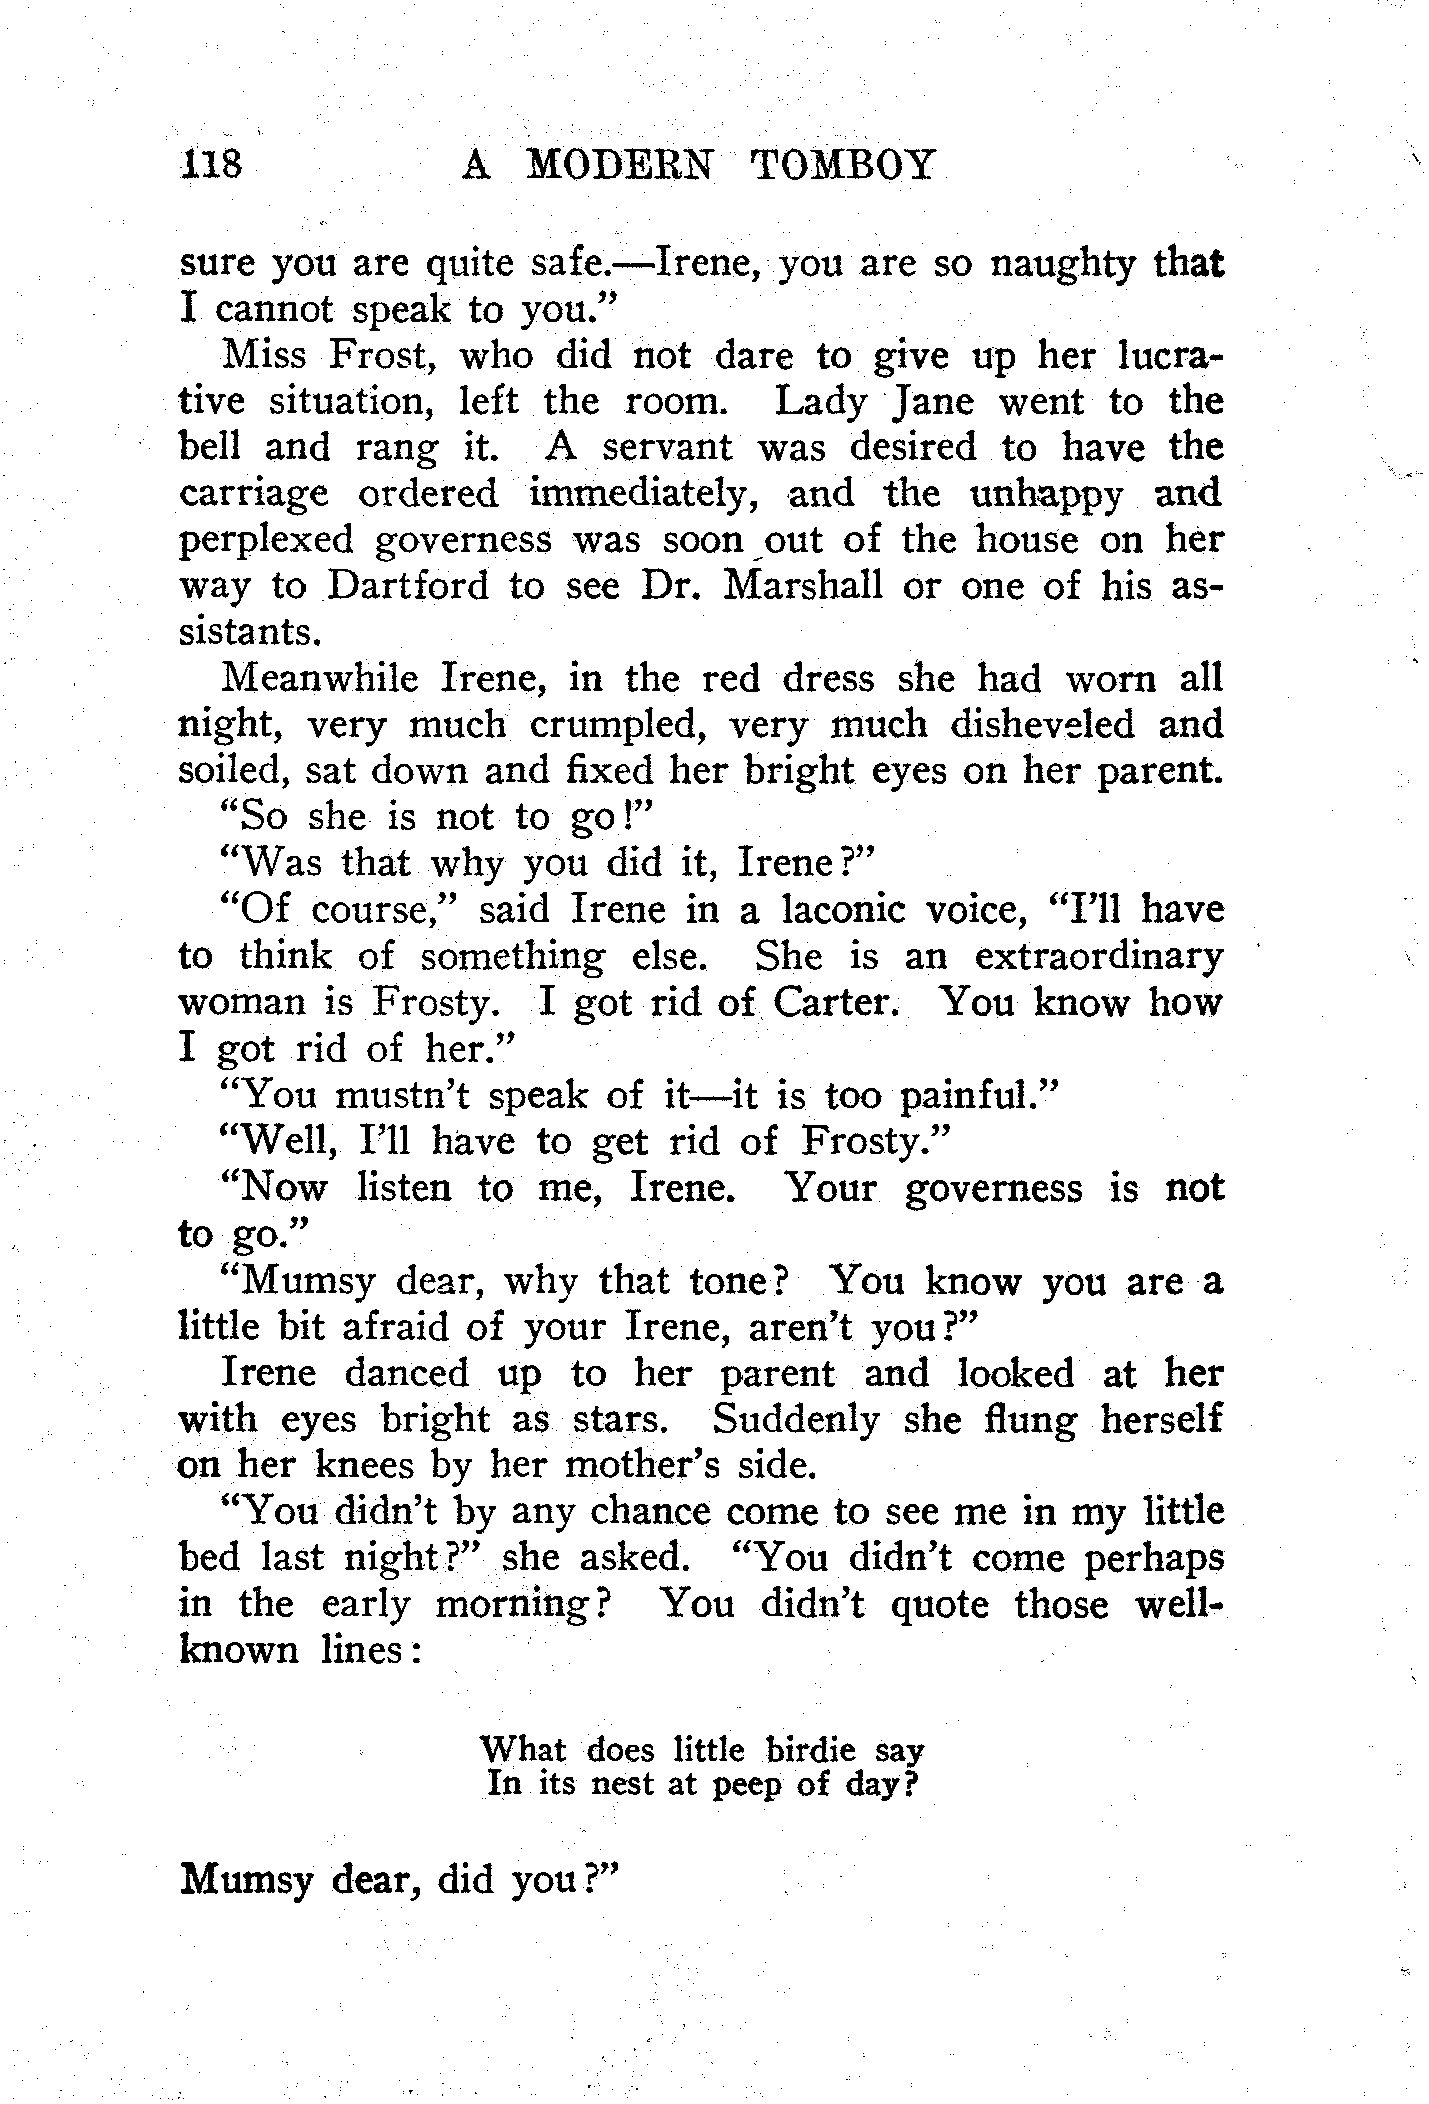 118 A MODERN TOMBOY
sure you are quite safe.—Irene, you are so naughty that
I cannot speak to you.”
Miss Frost, who did not dare to give up her lucra-
tive situation, left the room. Lady Jane went to the
bell and rang it. A servant was desired to have the
carriage ordered immediately, and the unhappy and
perplexed governess was soon out of the house on her
way to Dartford to see Dr. Marshall or one of his as-
sistants.
Meanwhile Irene, in the red dress she had worn all
night, very much crumpled, very much disheveled and
soiled, sat down and fixed her bright eyes on her parent.
“So she is not to go!”
“Was that why you did it, Irene?”
“Of course,” said Irene in a laconic voice, “I’ll have
to think of something else. She is an extraordinary
woman is Frosty. I got rid of Carter. You know how
I got rid of her.”
“You mustn’t speak of it—it is too painful.”
“Well, I’ll have to get rid of Frosty.”
“Now listen to me, Irene. Your governess is not
to go.”
“Mumsy dear, why that tone? You know you are a
little bit afraid of your Irene, aren’t you?”
Irene danced up to her parent and looked at her
with eyes bright as stars. Suddenly she flung herself
on her knees by her mother’s side.
“You didn’t by any chance come to see me in my little
bed last night?” she asked. “You didn’t come perhaps
in the early morning? You didn’t quote those well-
known lines:
What does little birdie say
In its nest at peep of day?
Mumsy dear, did you?”